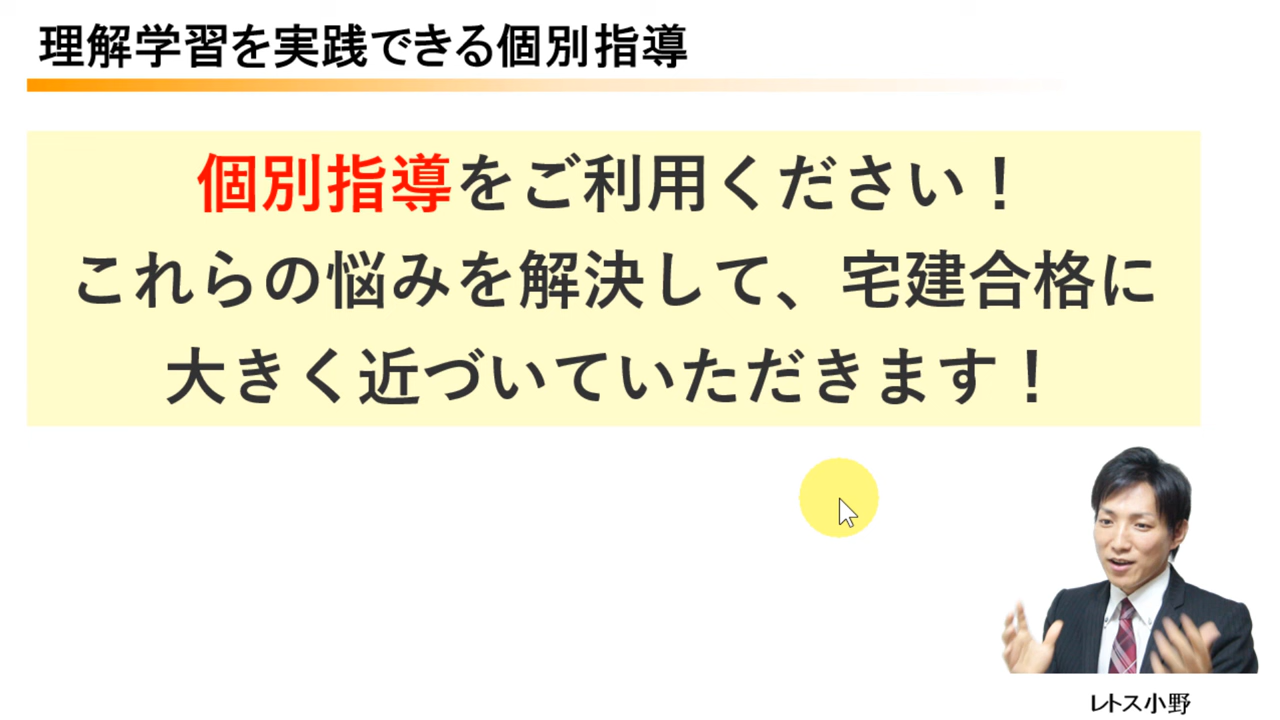 理解学習を実践できる個別指導
個別指導をご利用ください！
これらの悩みを解決して、宅建合格に
大きく近づいていただきます！
レトス小野